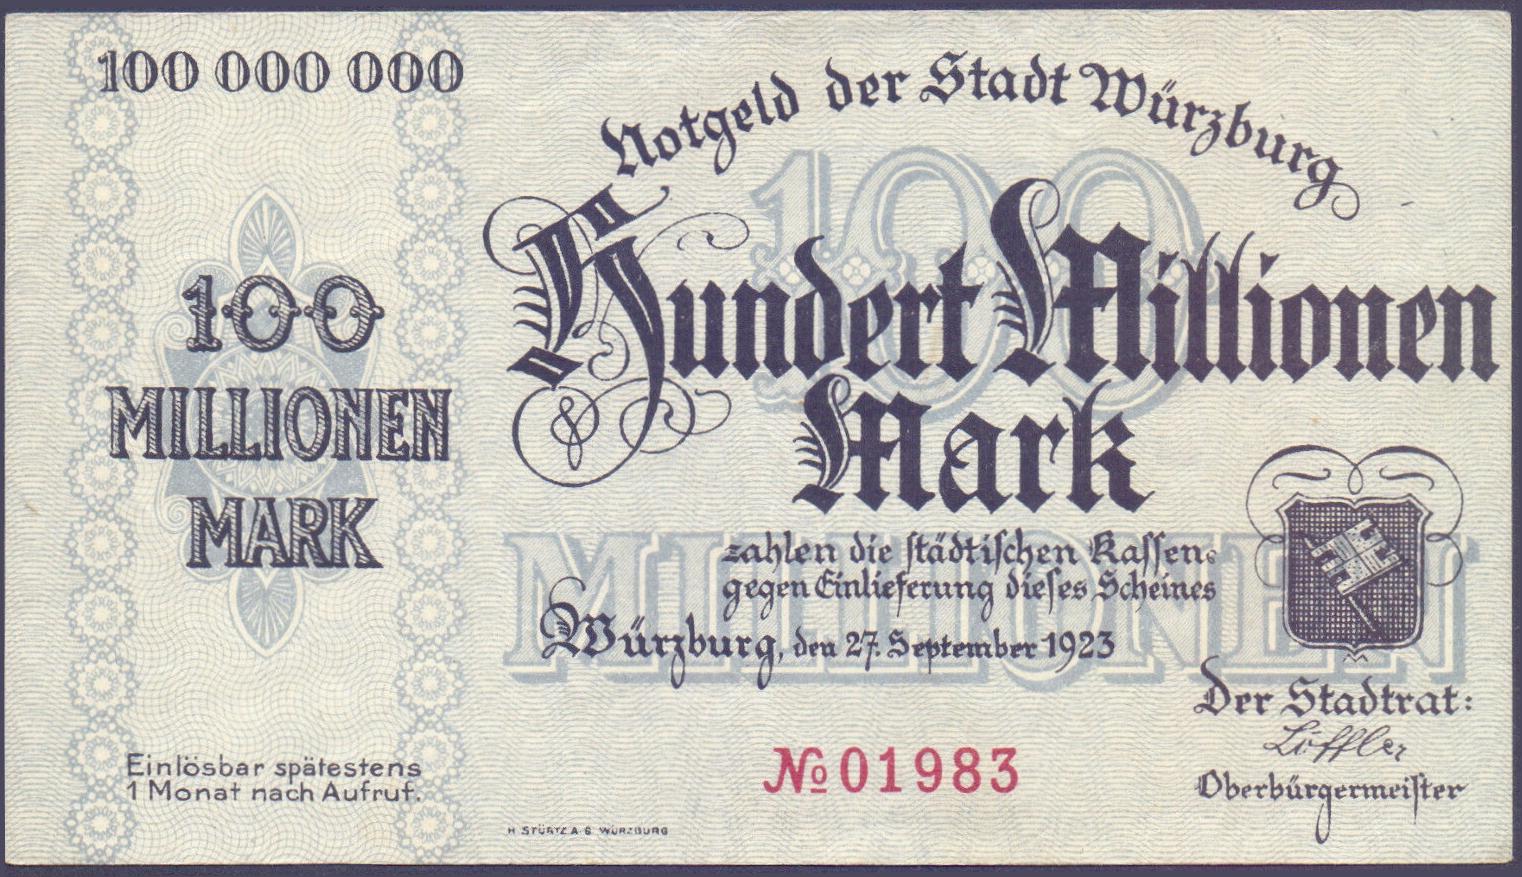 100 000 000
100
MILLIONEN
MARK
Einlösbar spätestens
1 Monat nach Aufruf.
Notgeld der Stadt Würzburg
100
Hundert Millionen
Mark
MILLIONEN
zahlen die städtischen Kassen
gegen Einlieferung dieses Scheines
Würzburg, den 27. September 1923
Der Stadtrat:
Löffler
Oberbürgermeister
№ 01983
H. STÜRTZ A.G. WÜRZBURG